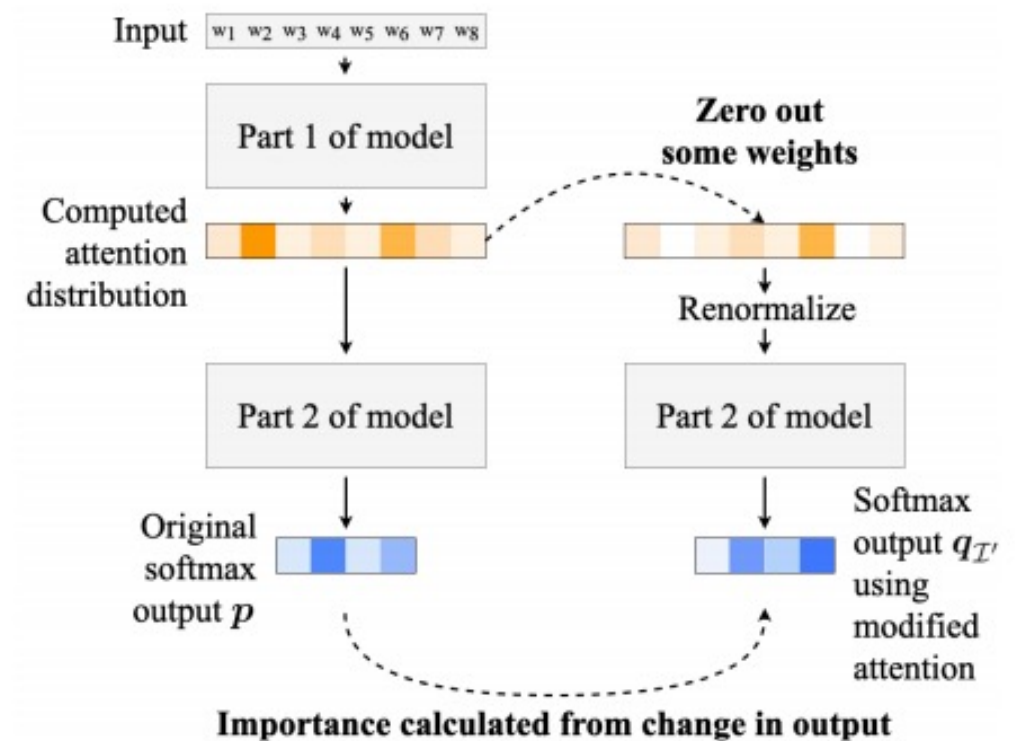 Input
w1 w2 w3 w4 w5 w6 w7 w8
Part 1 of model
Zero out
some weights
Computed
attention
distribution
Renormalize
Part 2 of model
Part 2 of model
Original
softmax
output p
Softmax
output q_I′
using
modified
attention
Importance calculated from change in output